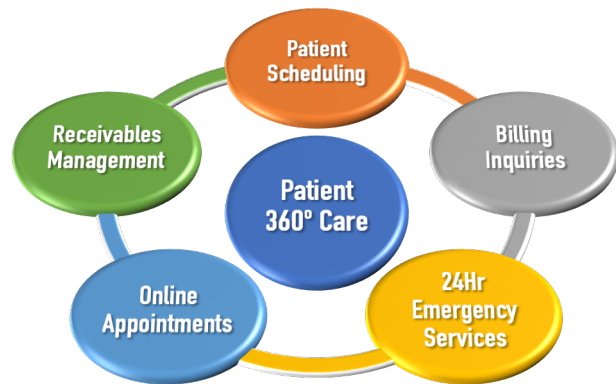 Patient
Scheduling
Receivables
Management
Billing
Inquiries
Patient
360º Care
Online
Appointments
24Hr
Emergency
Services